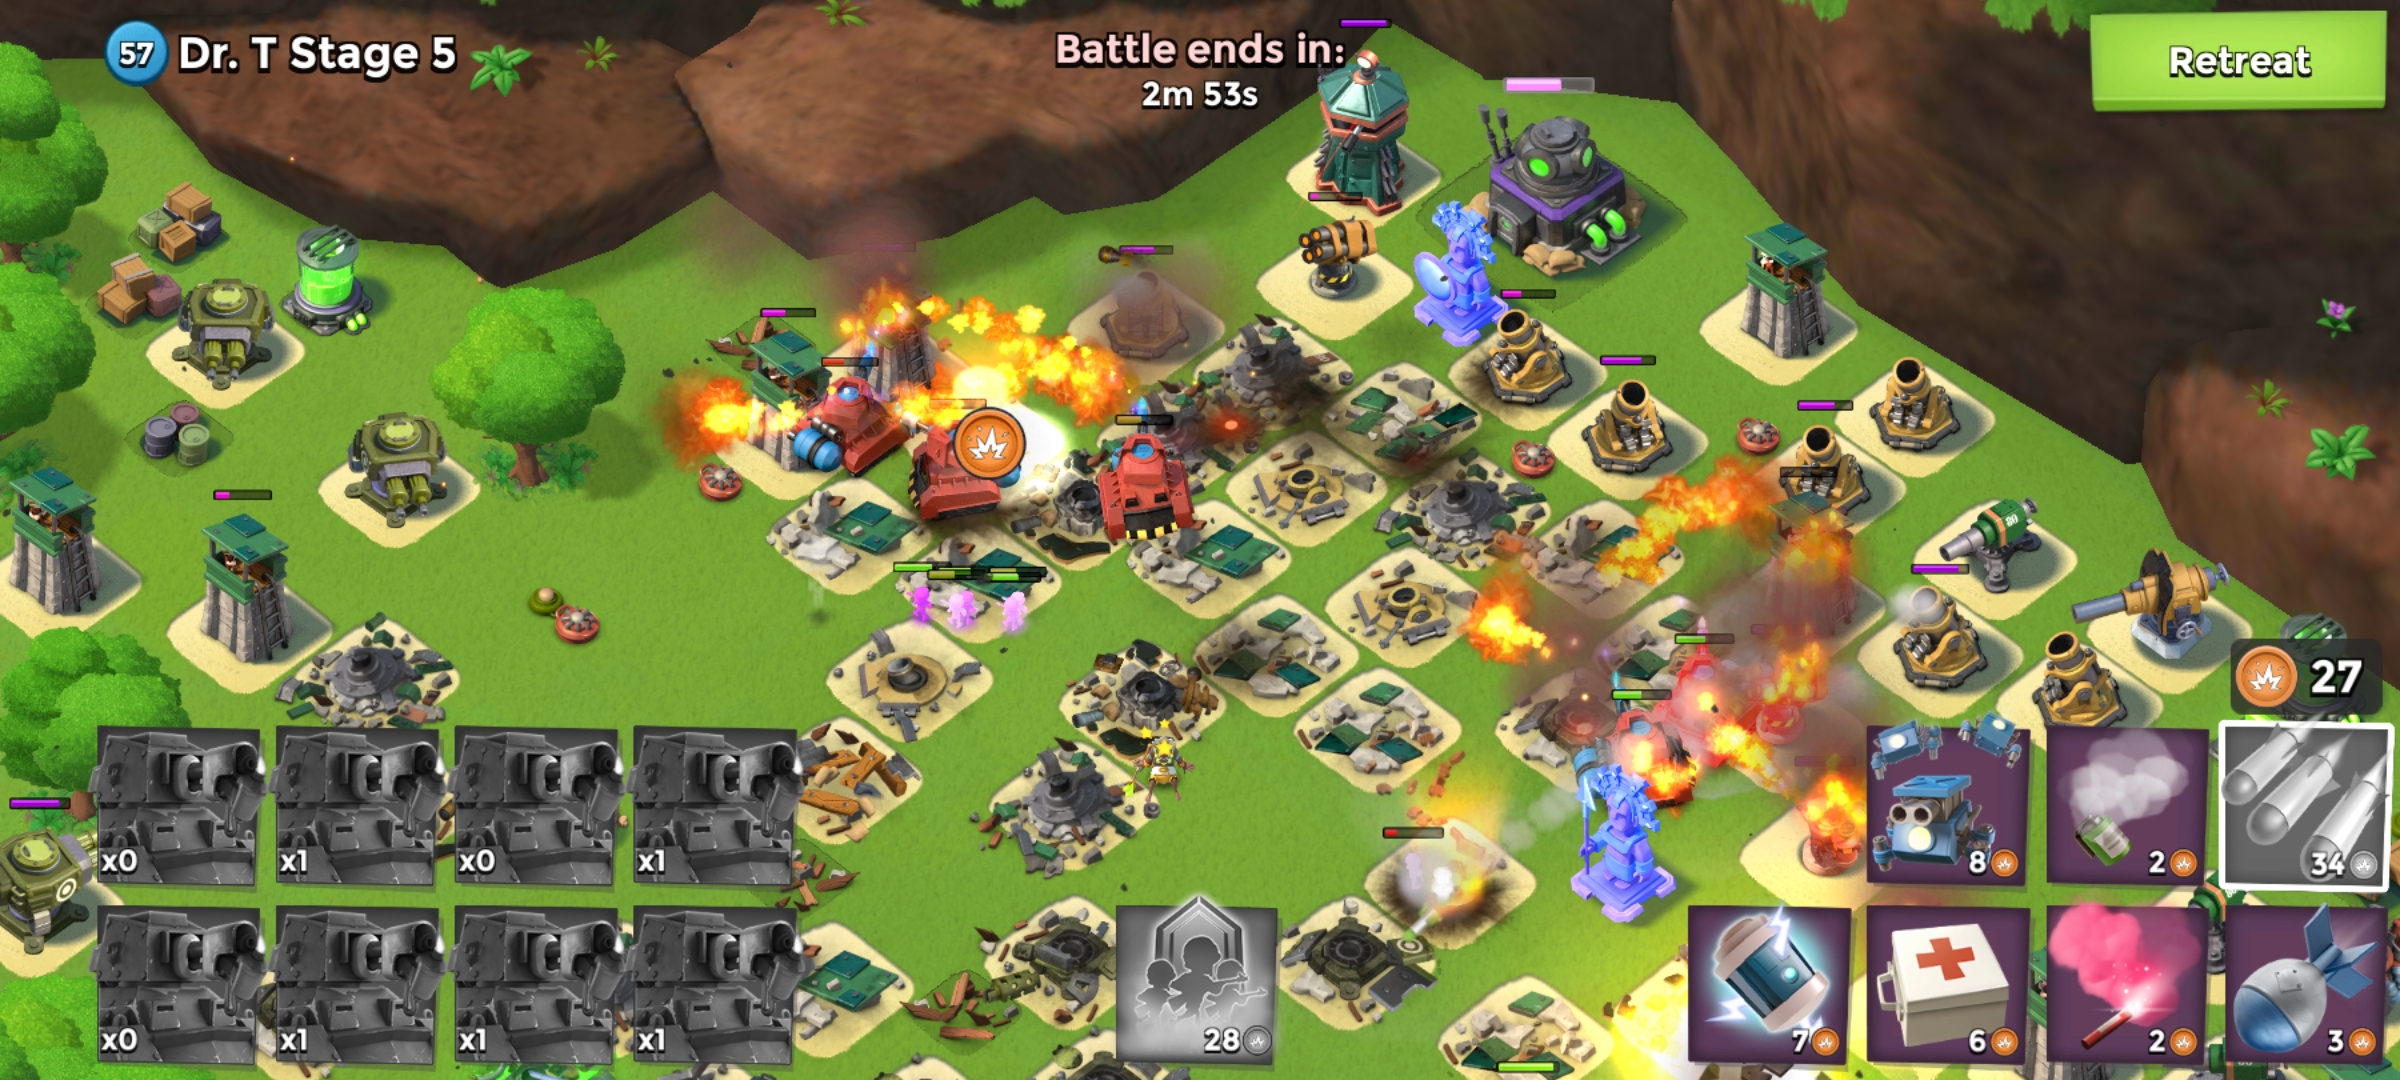 57 Dr. T Stage 5
Battle ends in:
2m 53s
Retreat
27
x0
x1
x0
x1
8
2
34
x0
x1
x1
x1
28
7
6
2
3